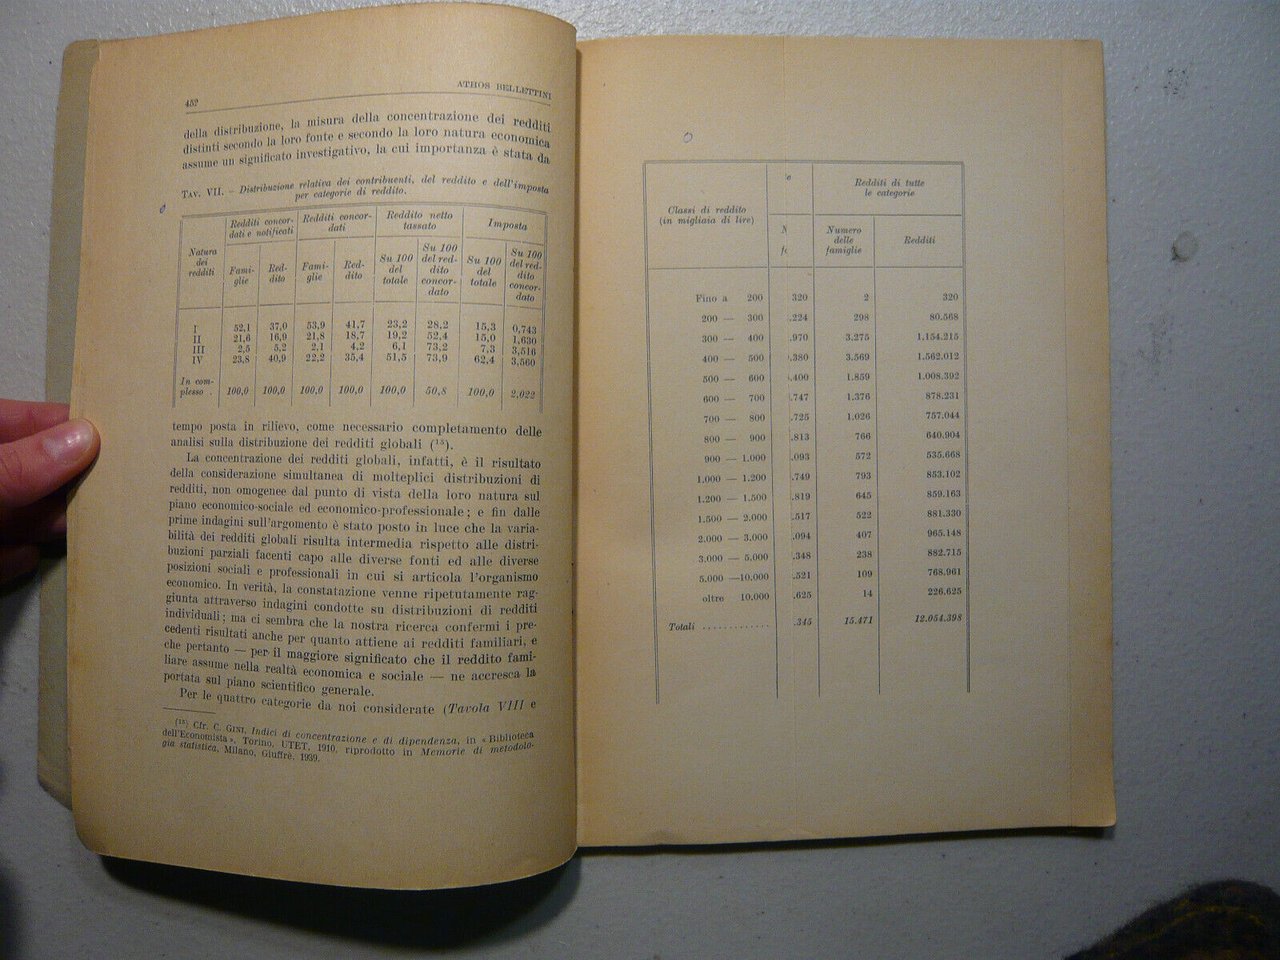 452
ATHOS BELLETTINI
della distribuzione, la misura della concentrazione dei redditi
distinti secondo la loro fonte e secondo la loro natura economica
assume un significato investigativo, la cui importanza è stata da
TAV. VII. – Distribuzione relativa dei contribuenti, del reddito e dell'imposta
per categorie di reddito.
Natura dei redditi | Redditi concordati e notificati | Redditi concordati | Reddito netto tassato | Imposta
Famiglie | Reddito | Famiglie | Reddito | Su 100 del totale | Su 100 del reddito concordato | Su 100 del totale | Su 100 del reddito concordato
I 52,1 37,0 53,9 41,7 23,2 28,2 15,3 0,743
II 21,6 16,9 21,8 18,7 19,2 52,4 15,0 1,630
III 2,5 5,2 2,1 4,2 6,1 73,2 7,3 3,516
IV 23,8 40,9 22,2 35,4 51,5 73,9 62,4 3,560
In complesso . 100,0 100,0 100,0 100,0 100,0 50,8 100,0 2,022
tempo posta in rilievo, come necessario completamento delle
analisi sulla distribuzione dei redditi globali (¹⁵).
La concentrazione dei redditi globali, infatti, è il risultato
della considerazione simultanea di molteplici distribuzioni di
redditi, non omogenee dal punto di vista della loro natura sul
piano economico-sociale ed economico-professionale; e fin dalle
prime indagini sull'argomento è stato posto in luce che la varia-
bilità dei redditi globali risulta intermedia rispetto alle distri-
buzioni parziali facenti capo alle diverse fonti ed alle diverse
posizioni sociali e professionali in cui si articola l'organismo
economico. In verità, la constatazione venne ripetutamente rag-
giunta attraverso indagini condotte su distribuzioni di redditi
individuali; ma ci sembra che la nostra ricerca confermi i pre-
cedenti risultati anche per quanto attiene ai redditi familiari, e
che pertanto — per il maggiore significato che il reddito fami-
liare assume nella realtà economica e sociale — ne accresca la
portata sul piano scientifico generale.
Per le quattro categorie da noi considerate (Tavola VIII e
(¹⁵) Cfr. C. GINI, Indici di concentrazione e di dipendenza, in «Biblioteca
dell'Economista», Torino, UTET, 1910, riprodotto in Memorie di metodolo-
gia statistica, Milano, Giuffrè, 1939.
Classi di reddito
(in migliaia di lire)
Redditi di tutte
le categorie
Numero
delle
famiglie
Redditi
Fino a 200 320 2 320
200 — 300 .224 298 80.568
300 — 400 .970 3.275 1.154.215
400 — 500 .380 3.569 1.562.012
500 — 600 .400 1.859 1.008.392
600 — 700 .747 1.376 878.231
700 — 800 .725 1.026 757.044
800 — 900 .813 766 640.904
900 — 1.000 .093 572 535.668
1.000 — 1.200 .749 793 853.102
1.200 — 1.500 .819 645 859.163
1.500 — 2.000 .517 522 881.330
2.000 — 3.000 .094 407 965.148
3.000 — 5.000 .348 238 882.715
5.000 —10.000 .521 109 768.961
oltre 10.000 .625 14 226.625
Totali ............ .345 15.471 12.054.398